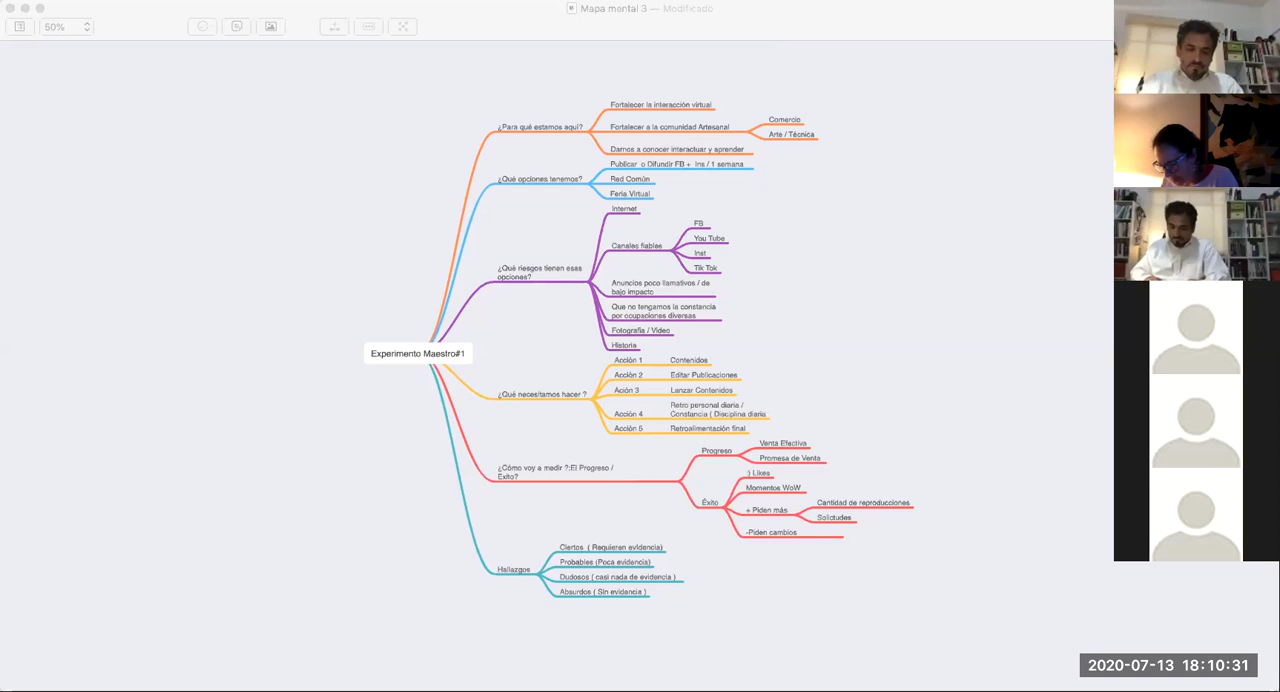 Mapa mental 3 — Modificado
50%
Fortalecer la interacción virtual
¿Para qué estamos aquí?
Fortalecer a la comunidad Artesanal
Comercio
Arte / Técnica
Darnos a conocer interactuar y aprender
¿Qué opciones tenemos?
Publicar o Difundir FB + Ins / 1 semana
Red Común
Feria Virtual
¿Qué riesgos tienen esas
opciones?
Internet
Canales fiables
FB
You Tube
Inst
Tik Tok
Anuncios poco llamativos / de
bajo impacto
Que no tengamos la constancia
por ocupaciones diversas
Fotografía / Video
Historia
Experimento Maestro#1
¿Qué necesitamos hacer ?
Acción 1 Contenidos
Acción 2 Editar Publicaciones
Ación 3 Lanzar Contenidos
Acción 4 Retro personal diaria /
Constancia ( Disciplina diaria
Acción 5 Retroalimentación final
¿Cómo voy a medir ?:El Progreso /
Éxito?
Progreso
Venta Efectiva
Promesa de Venta
Éxito
:) Likes
Momentos WoW
+ Piden más
Cantidad de reproducciones
Solictudes
-Piden cambios
Hallazgos
Ciertos ( Requieren evidencia)
Probables (Poca evidencia)
Dudosos ( casi nada de evidencia )
Absurdos ( Sin evidencia )
2020-07-13 18:10:31